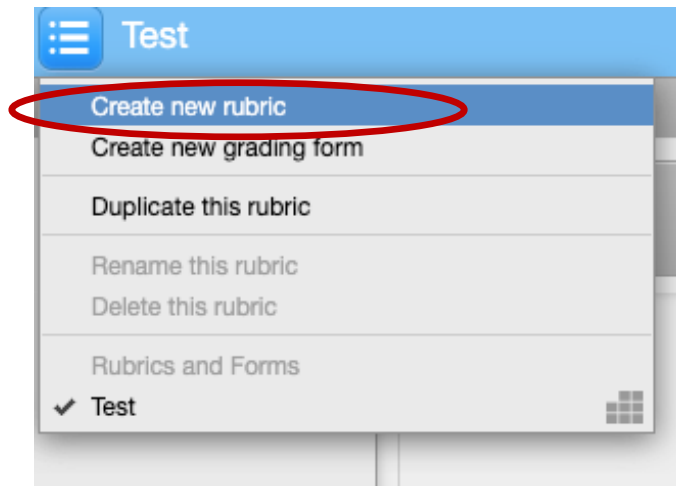 Test
Create new rubric
Create new grading form
Duplicate this rubric
Rename this rubric
Delete this rubric
Rubrics and Forms
Test